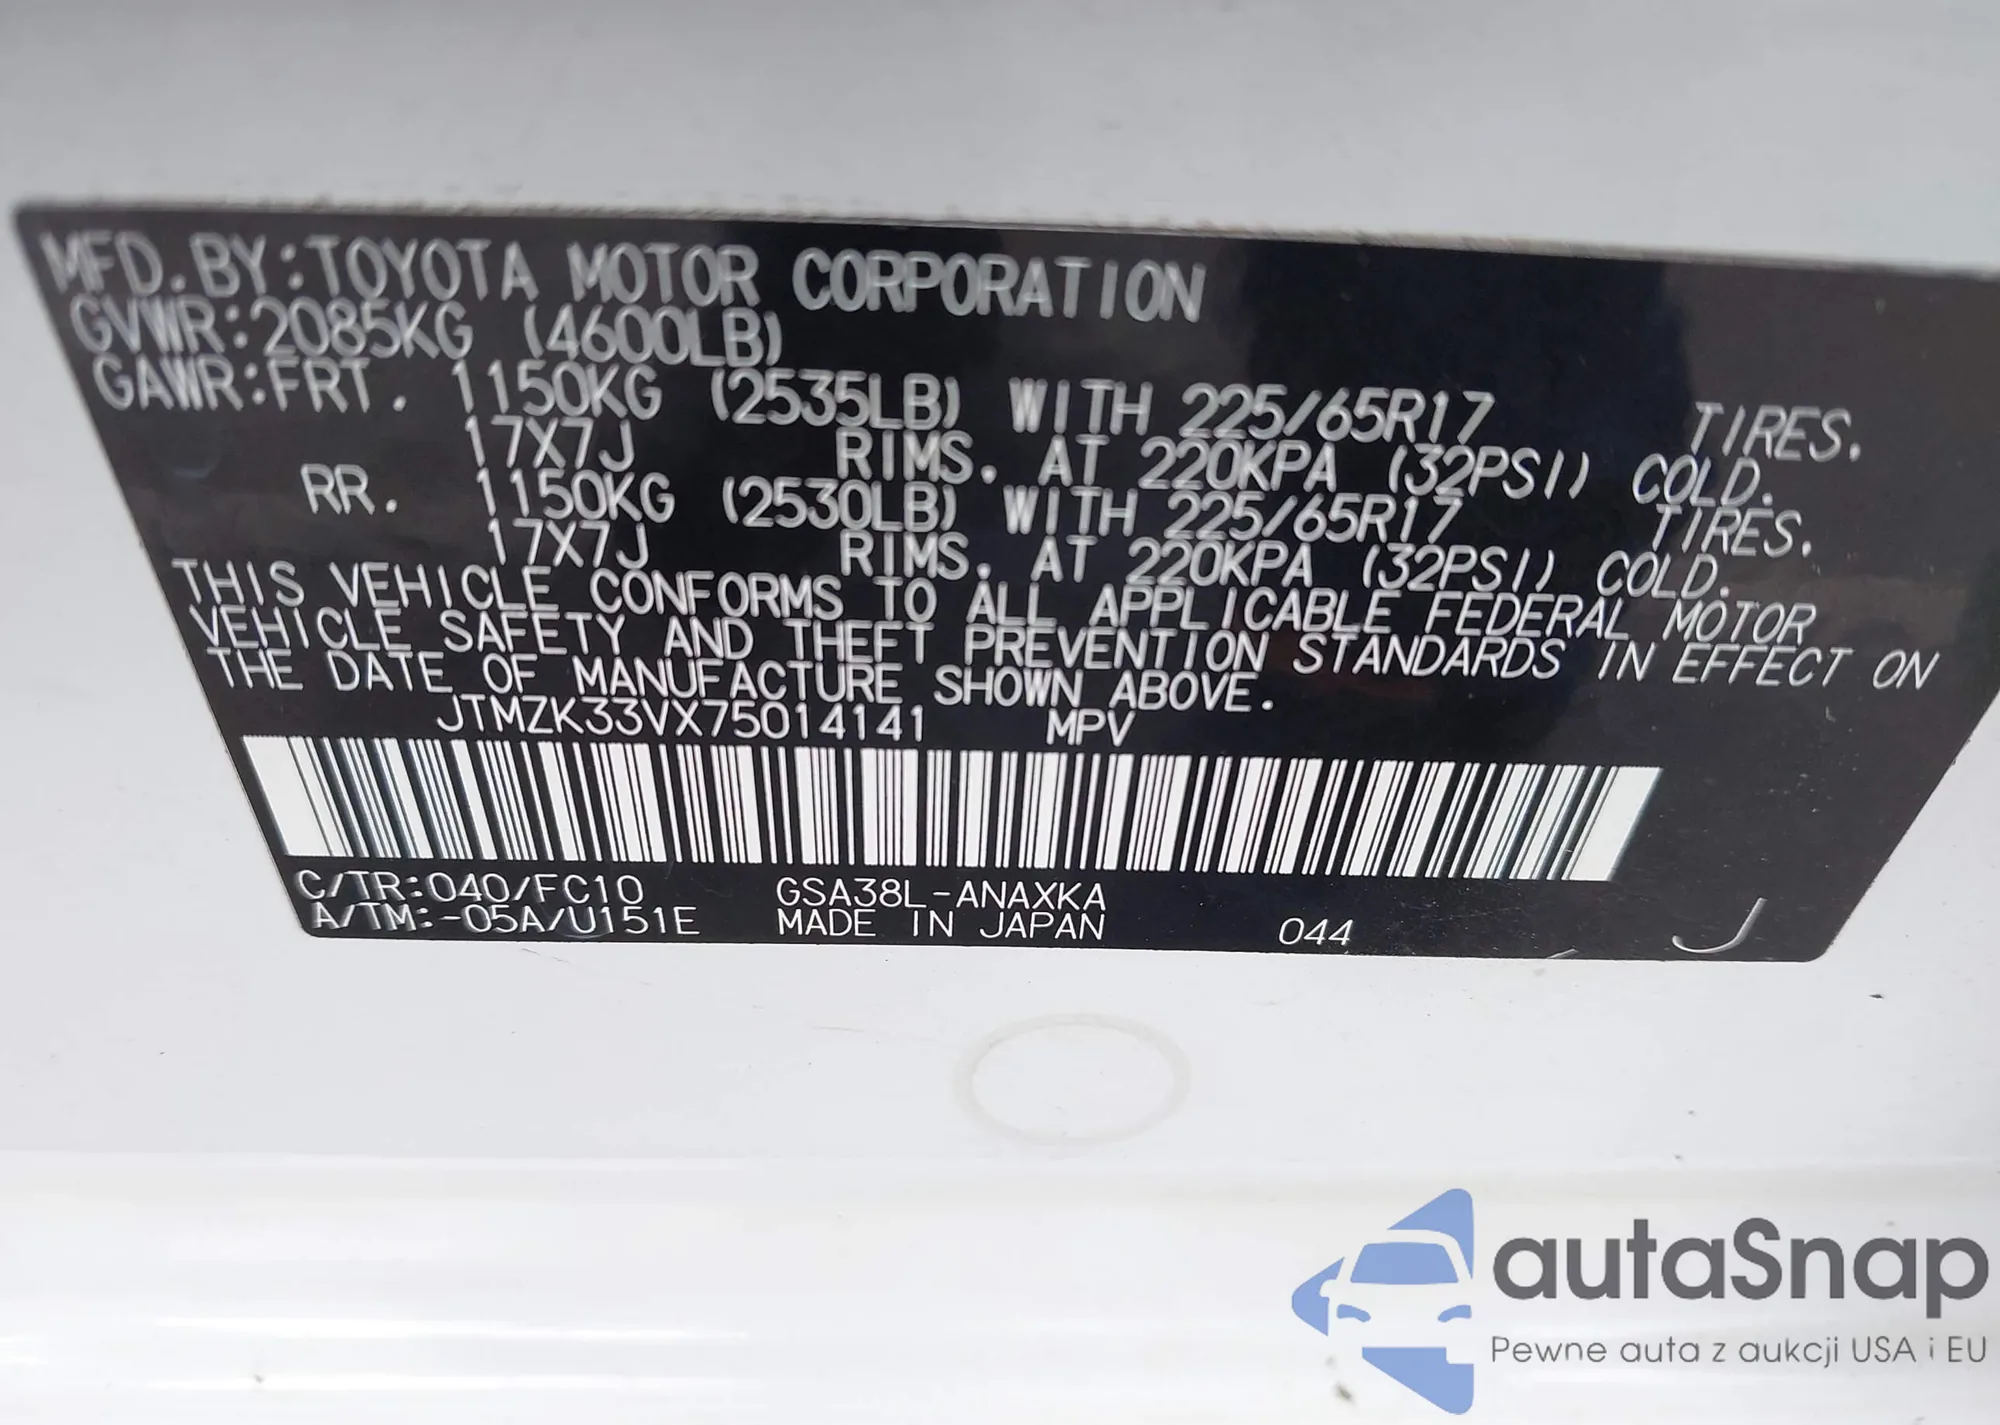 MFD.BY:TOYOTA MOTOR CORPORATION
GVWR:2085KG (4600LB)
GAWR:FRT. 1150KG (2535LB) WITH 225/65R17 TIRES.
17X7J RIMS. AT 220KPA (32PSI) COLD.
RR. 1150KG (2530LB) WITH 225/65R17 TIRES.
17X7J RIMS. AT 220KPA (32PSI) COLD.
THIS VEHICLE CONFORMS TO ALL APPLICABLE FEDERAL MOTOR
VEHICLE SAFETY AND THEFT PREVENTION STANDARDS IN EFFECT ON
THE DATE OF MANUFACTURE SHOWN ABOVE.
JTMZK33VX75014141 MPV
C/TR:040/FC10 GSA38L-ANAXKA
A/TM:-05A/U151E MADE IN JAPAN 044 J
autaSnap
Pewne auta z aukcji USA i EU